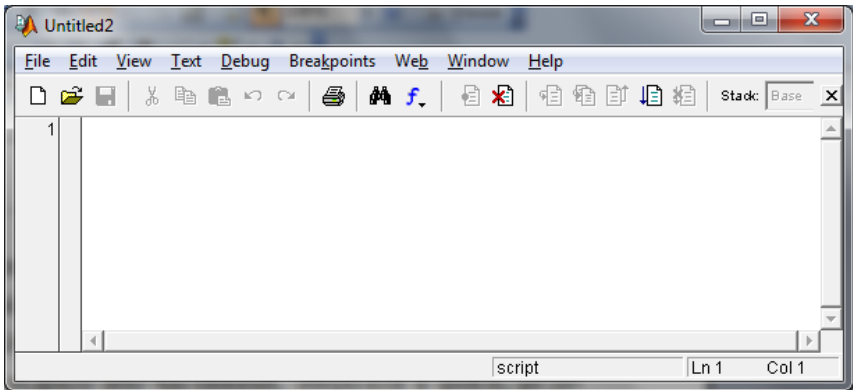 Untitled2
File Edit View Text Debug Breakpoints Web Window Help
Stack: Base
1
script Ln 1 Col 1